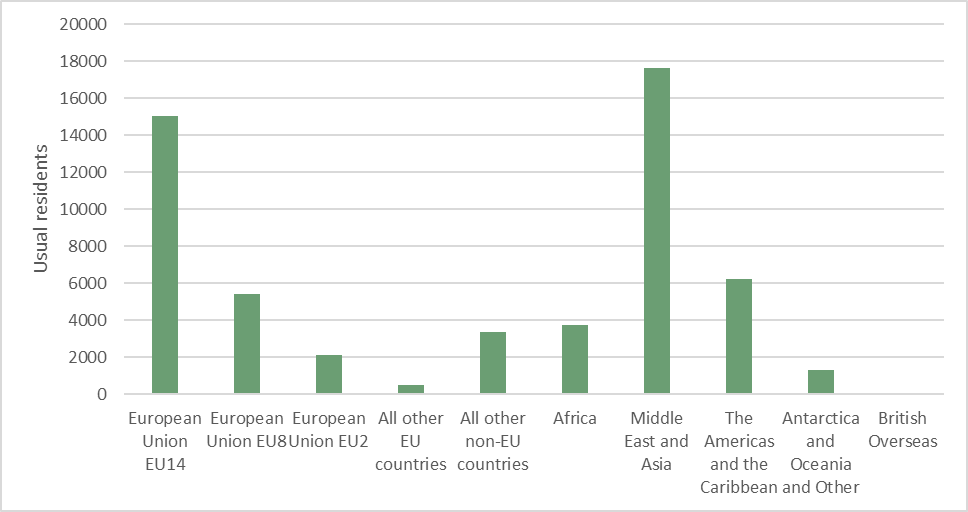 20000
18000
16000
14000
12000
10000
8000
6000
4000
2000
0
Usual residents
European Union EU14
European Union EU8
European Union EU2
All other EU countries
All other non-EU countries
Africa
Middle East and Asia
The Americas and the Caribbean
Antarctica and Oceania and Other
British Overseas